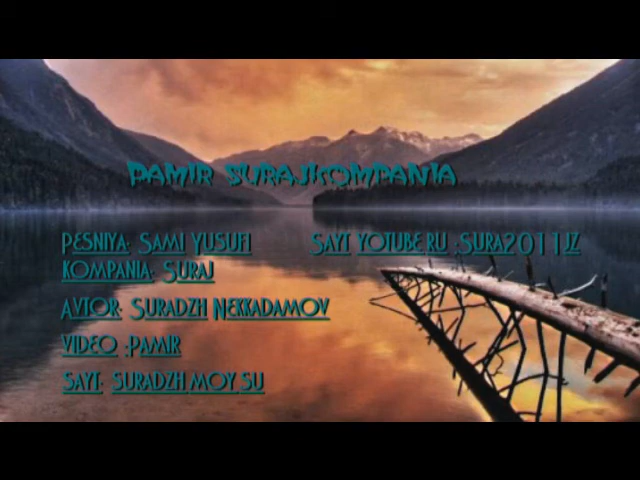 PAMIR SURAJKOMPANIA
PESNIYA: SAMI YUSUFI SAYT YOTUBE.RU :SURA2011JZ
KOMPANIA: SURAJ
AVTOR: SURADZH NEKKADAMOV
VIDEO :PAMIR
SAYT: SURADZH.MOY.SU